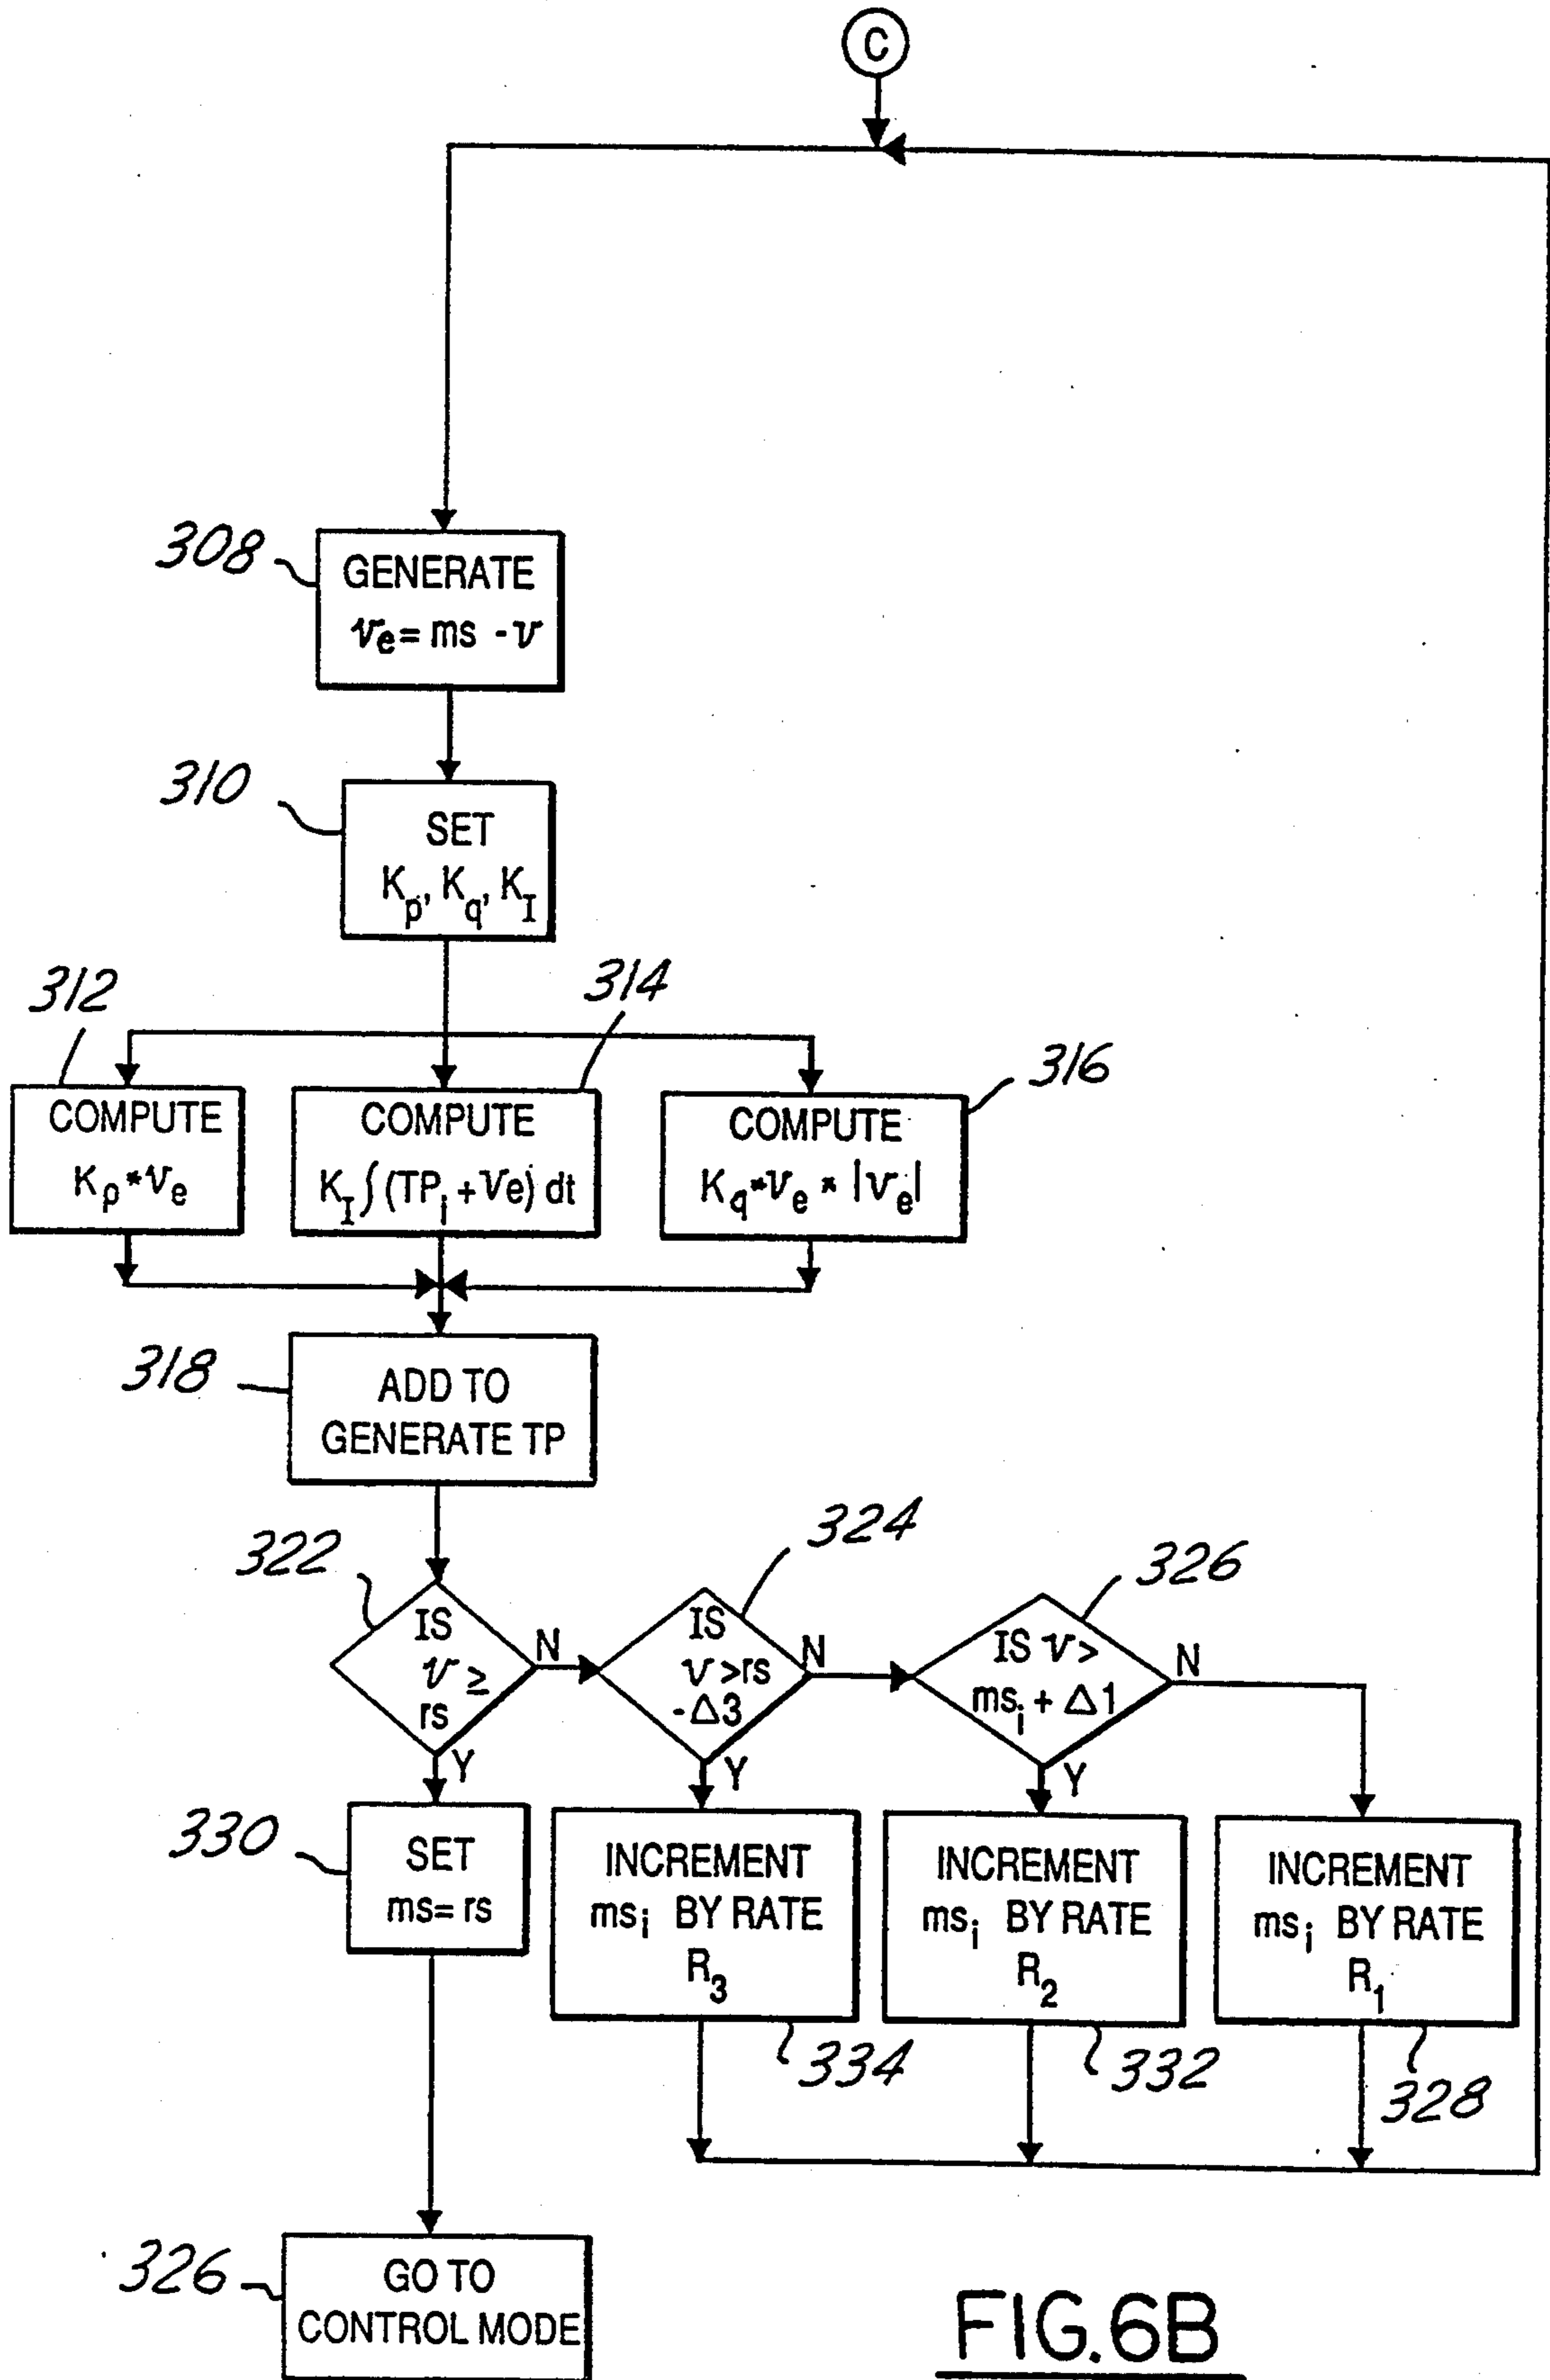 C
308
GENERATE
ve = ms - v
310
SET
Kp, Kq, KI
312
314
316
COMPUTE
Kp * ve
COMPUTE
KI ∫ (TPi + Ve) dt
COMPUTE
Kq * ve * |ve|
318
ADD TO
GENERATE TP
322
324
326
IS
v ≥
rs
N
IS
v > rs
- Δ3
N
IS v >
msi + Δ1
N
Y
Y
Y
330
SET
ms = rs
INCREMENT
msi BY RATE
R3
INCREMENT
msi BY RATE
R2
INCREMENT
msi BY RATE
R1
334
332
328
326
GO TO
CONTROL MODE
FIG.6B